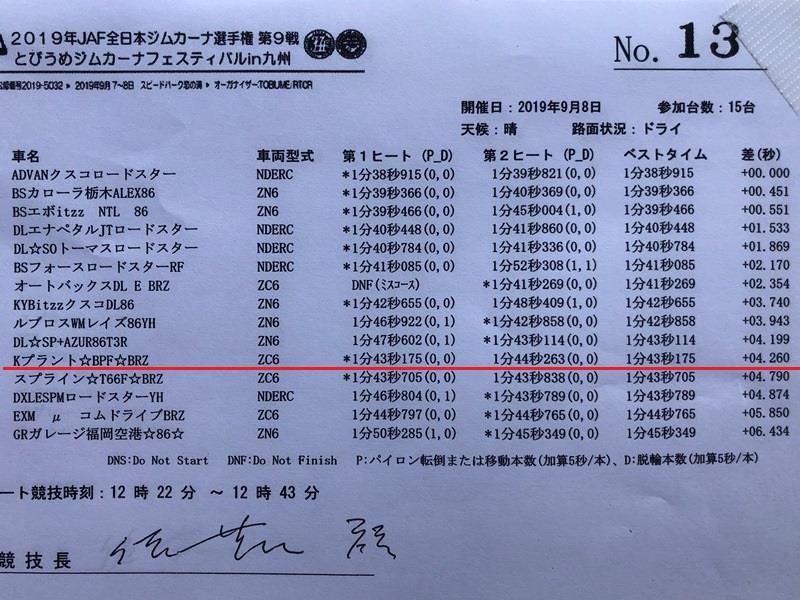 2019年JAF全日本ジムカーナ選手権 第9戦
とびうめジムカーナフェスティバルin九州
2019-5032 ▶ 2019年9月7~8日 スピードパーク恋の浦 ▶ オーガナイザー:TOBIUME/RTCR
No. 13
開催日：2019年9月8日 参加台数：15台
天候：晴 路面状況：ドライ
車名 車両型式 第1ヒート (P_D) 第2ヒート (P_D) ベストタイム 差(秒)
ADVANクスコロードスター NDERC *1分38秒915(0,0) 1分39秒821(0,0) 1分38秒915 +00.000
BSカローラ栃木ALEX86 ZN6 *1分39秒366(0,0) 1分40秒369(0,0) 1分39秒366 +00.451
BSエボitzz NTL 86 ZN6 *1分39秒466(0,0) 1分45秒004(1,0) 1分39秒466 +00.551
DLエナペタルJTロードスター NDERC *1分40秒448(0,0) 1分41秒860(0,0) 1分40秒448 +01.533
DL☆SOトーマスロードスター NDERC *1分40秒784(0,0) 1分41秒336(0,0) 1分40秒784 +01.869
BSフォースロードスターRF NDERC *1分41秒085(0,0) 1分52秒308(1,1) 1分41秒085 +02.170
オートバックスDL E BRZ ZC6 DNF(ﾐｽｺｰｽ) *1分41秒269(0,0) 1分41秒269 +02.354
KYBitzzクスコDL86 ZN6 *1分42秒655(0,0) 1分48秒409(1,0) 1分42秒655 +03.740
ルブロスWMレイズ86YH ZN6 1分46秒922(0,1) *1分42秒858(0,0) 1分42秒858 +03.943
DL☆SP+AZUR86T3R ZN6 1分47秒602(0,1) *1分43秒114(0,0) 1分43秒114 +04.199
Kプラント☆BPF☆BRZ ZC6 *1分43秒175(0,0) 1分44秒263(0,0) 1分43秒175 +04.260
スプライン☆T66F☆BRZ ZC6 *1分43秒705(0,0) 1分43秒838(0,0) 1分43秒705 +04.790
DXLESPMロードスターYH NDERC 1分46秒804(0,1) *1分43秒789(0,0) 1分43秒789 +04.874
EXM μ コムドライブBRZ ZC6 1分44秒797(0,0) *1分44秒765(0,0) 1分44秒765 +05.850
GRガレージ福岡空港☆86☆ ZN6 1分50秒285(1,0) *1分45秒349(0,0) 1分45秒349 +06.434
DNS:Do Not Start DNF:Do Not Finish P:パイロン転倒または移動本数(加算5秒/本)、D:脱輪本数(加算5秒/本)
ート競技時刻：12 時 22 分 ～ 12 時 43 分
競技長